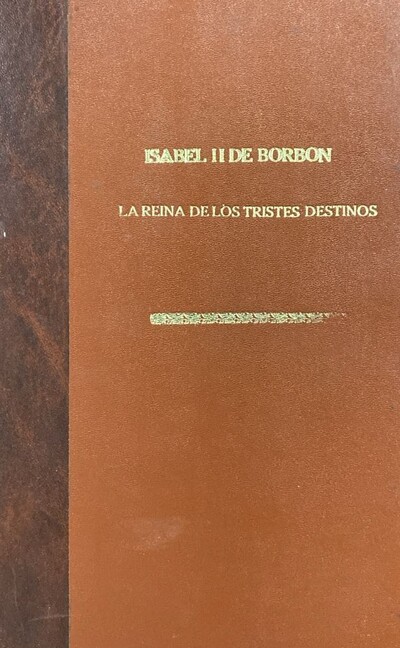 ISABEL II DE BORBON
LA REINA DE LOS TRISTES DESTINOS